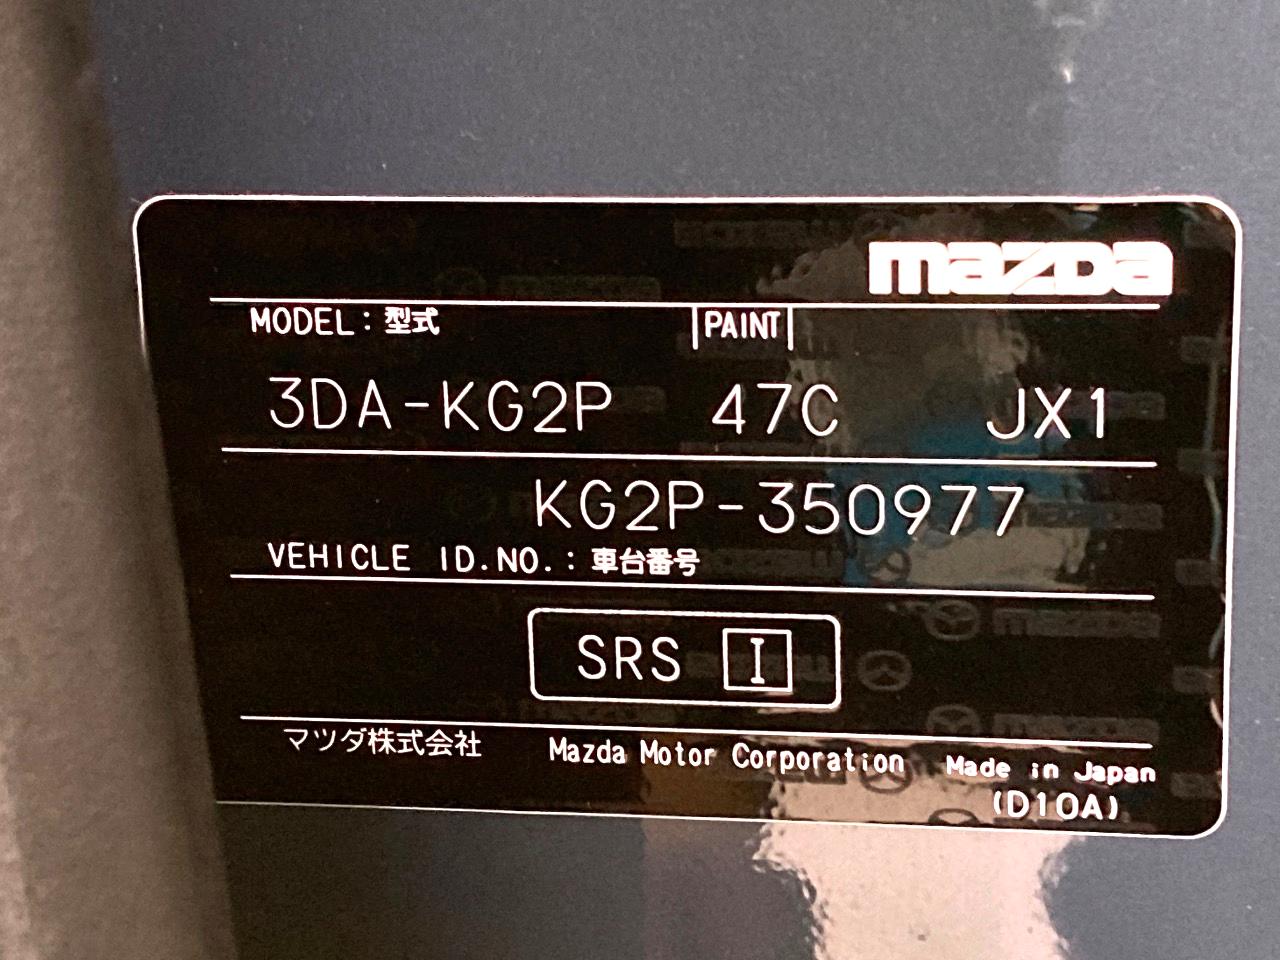 mazda
MODEL：型式 PAINT
3DA-KG2P 47C JX1
KG2P-350977
VEHICLE ID.NO.：車台番号
SRS I
マツダ株式会社 Mazda Motor Corporation Made in Japan
(D10A)